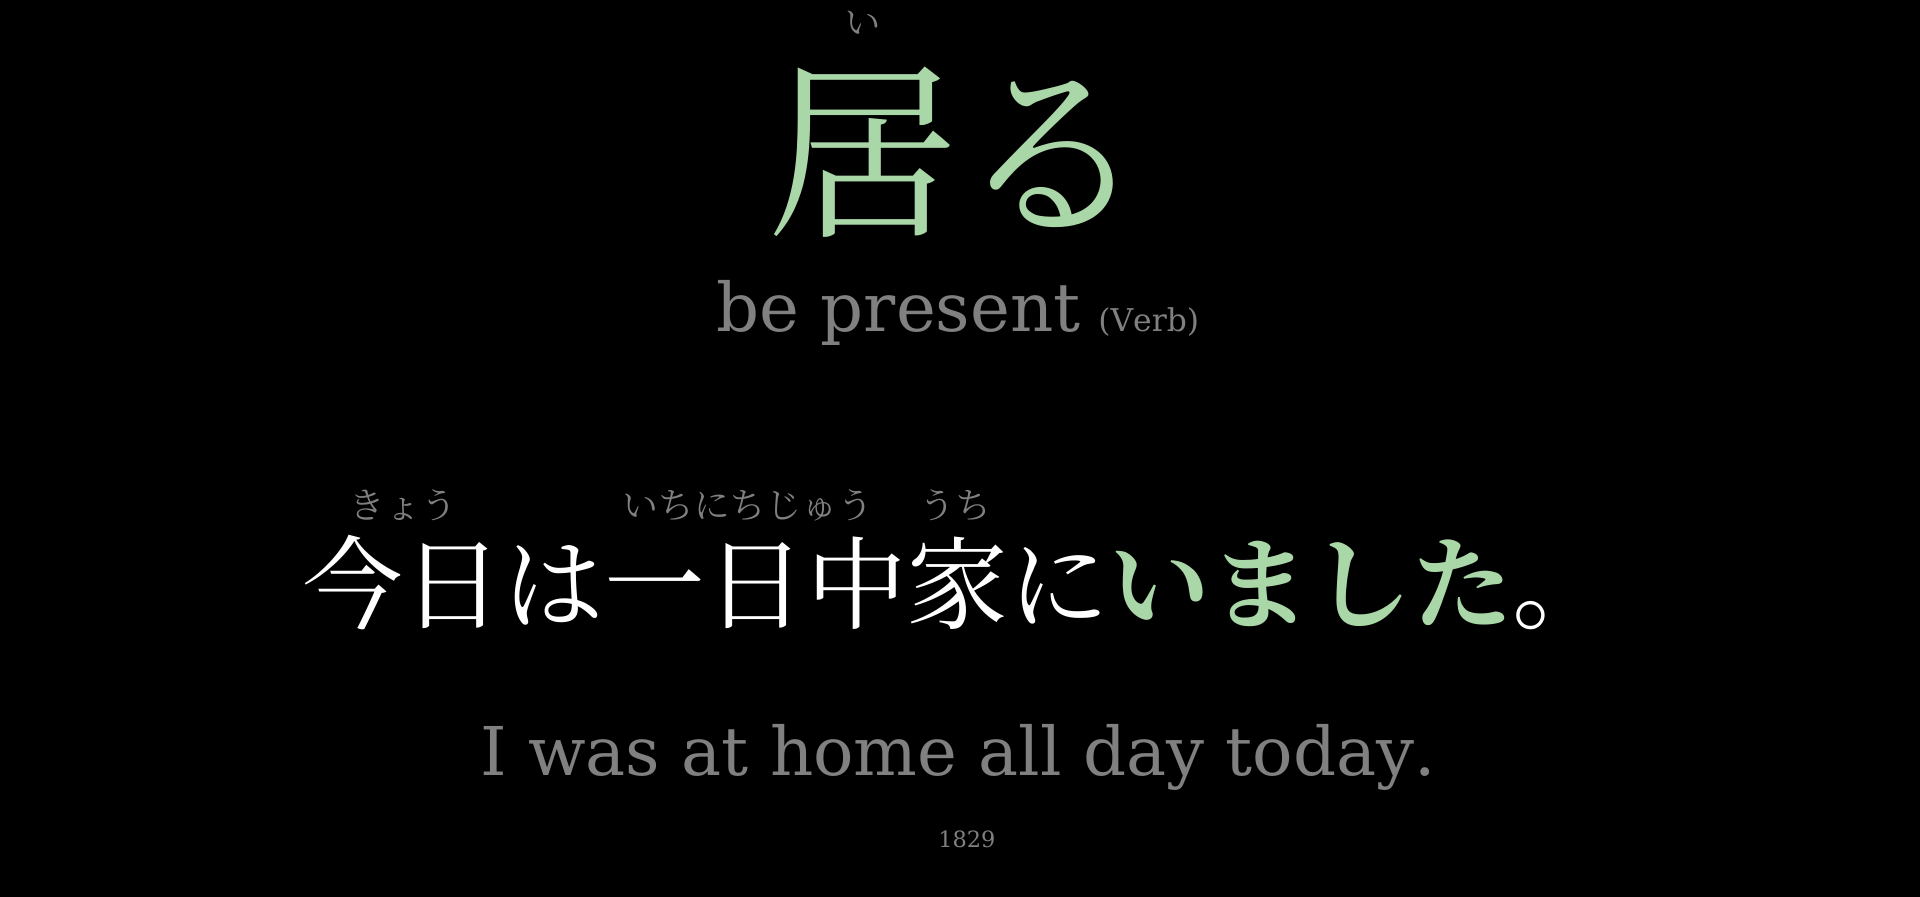 い
居る
be present (Verb)
きょう いちにちじゅう うち
今日は一日中家にいました。
I was at home all day today.
1829